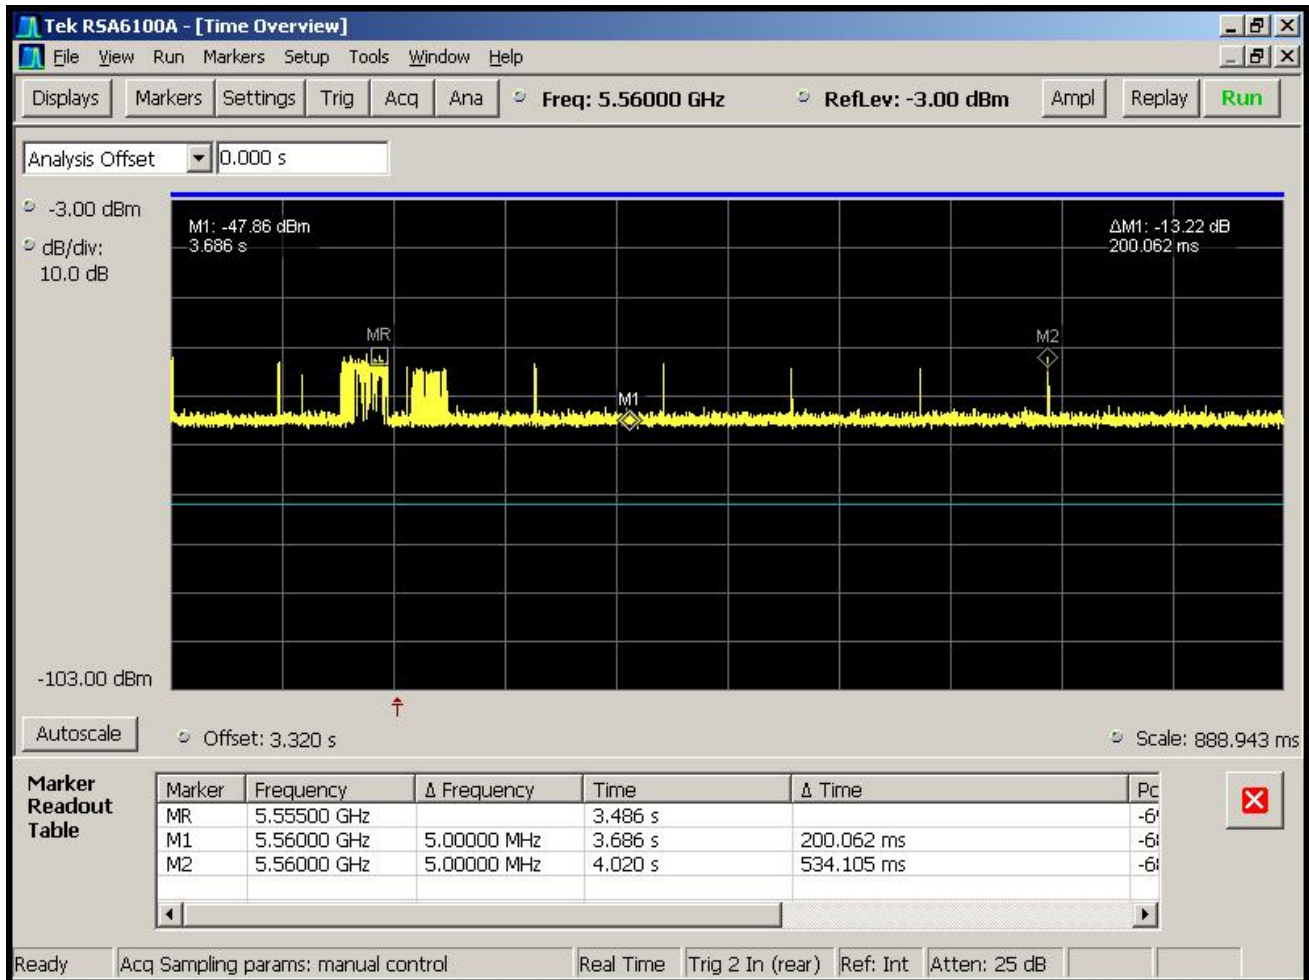 Tek RSA6100A - [Time Overview]
File View Run Markers Setup Tools Window Help
Displays Markers Settings Trig Acq Ana Freq: 5.56000 GHz RefLev: -3.00 dBm Ampl Replay Run
Analysis Offset 0.000 s
-3.00 dBm
dB/div:
10.0 dB
M1: -47.86 dBm
3.686 s
ΔM1: -13.22 dB
200.062 ms
MR
M2
M1
-103.00 dBm
Autoscale Offset: 3.320 s Scale: 888.943 ms
Marker
Readout
Table
Marker Frequency Δ Frequency Time Δ Time
MR 5.55500 GHz 3.486 s
M1 5.56000 GHz 5.00000 MHz 3.686 s 200.062 ms
M2 5.56000 GHz 5.00000 MHz 4.020 s 534.105 ms
Ready Acq Sampling params: manual control Real Time Trig 2 In (rear) Ref: Int Atten: 25 dB